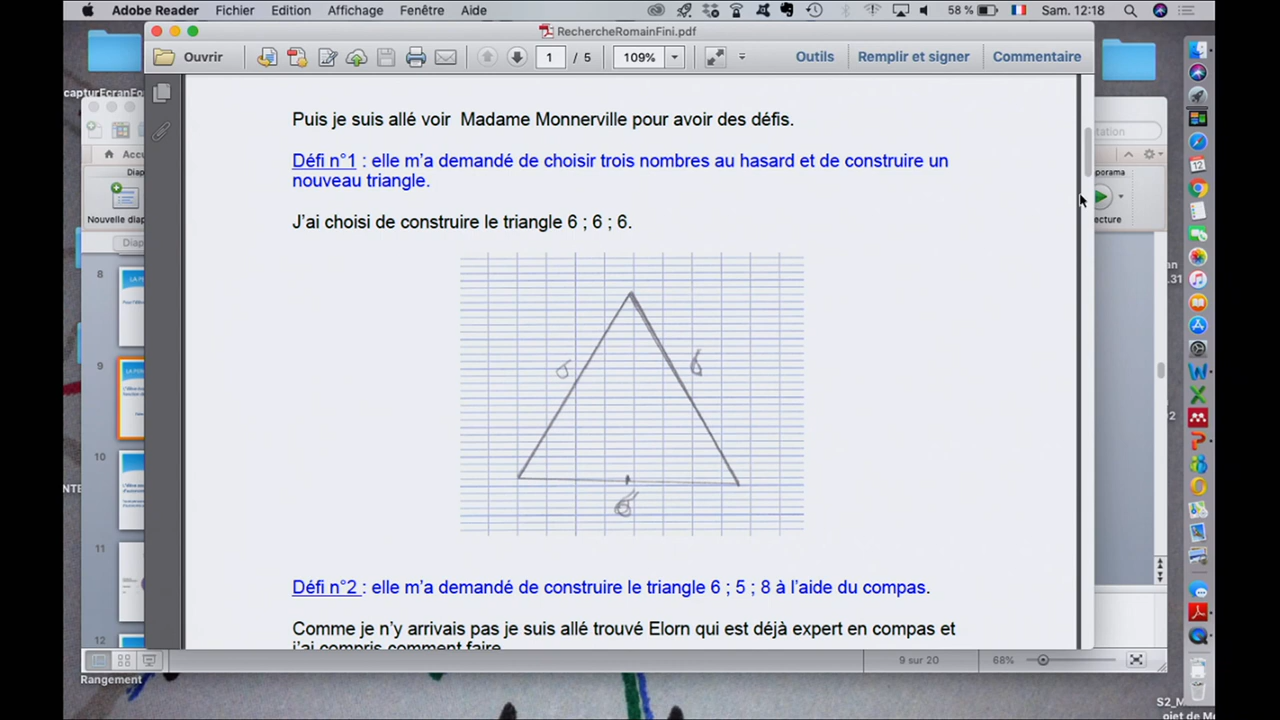 Adobe Reader Fichier Edition Affichage Fenêtre Aide 58 % Sam. 12:18
RechercheRomainFini.pdf
Ouvrir 1 / 5 109% Outils Remplir et signer Commentaire
Puis je suis allé voir Madame Monnerville pour avoir des défis.
Défi n°1 : elle m'a demandé de choisir trois nombres au hasard et de construire un
nouveau triangle.
J'ai choisi de construire le triangle 6 ; 6 ; 6.
6 6
6
Défi n°2 : elle m'a demandé de construire le triangle 6 ; 5 ; 8 à l'aide du compas.
Comme je n'y arrivais pas je suis allé trouvé Elorn qui est déjà expert en compas et
j'ai compris comment faire
Nouvelle diap
8
9
10
11
12
9 sur 20 68%
Rangement